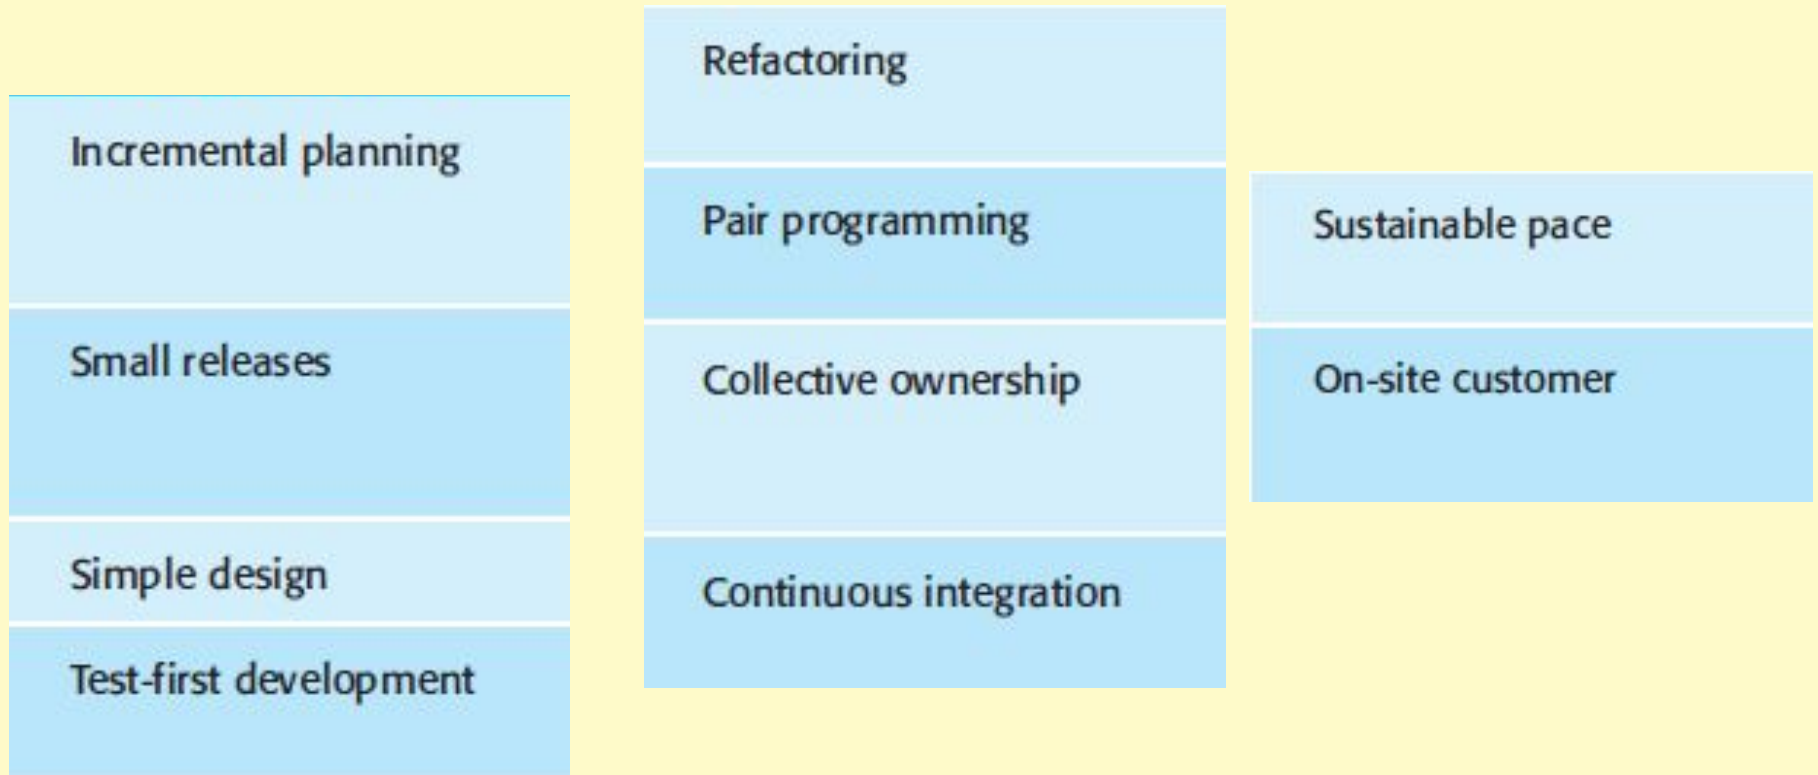 Incremental planning
Small releases
Simple design
Test-first development
Refactoring
Pair programming
Collective ownership
Continuous integration
Sustainable pace
On-site customer